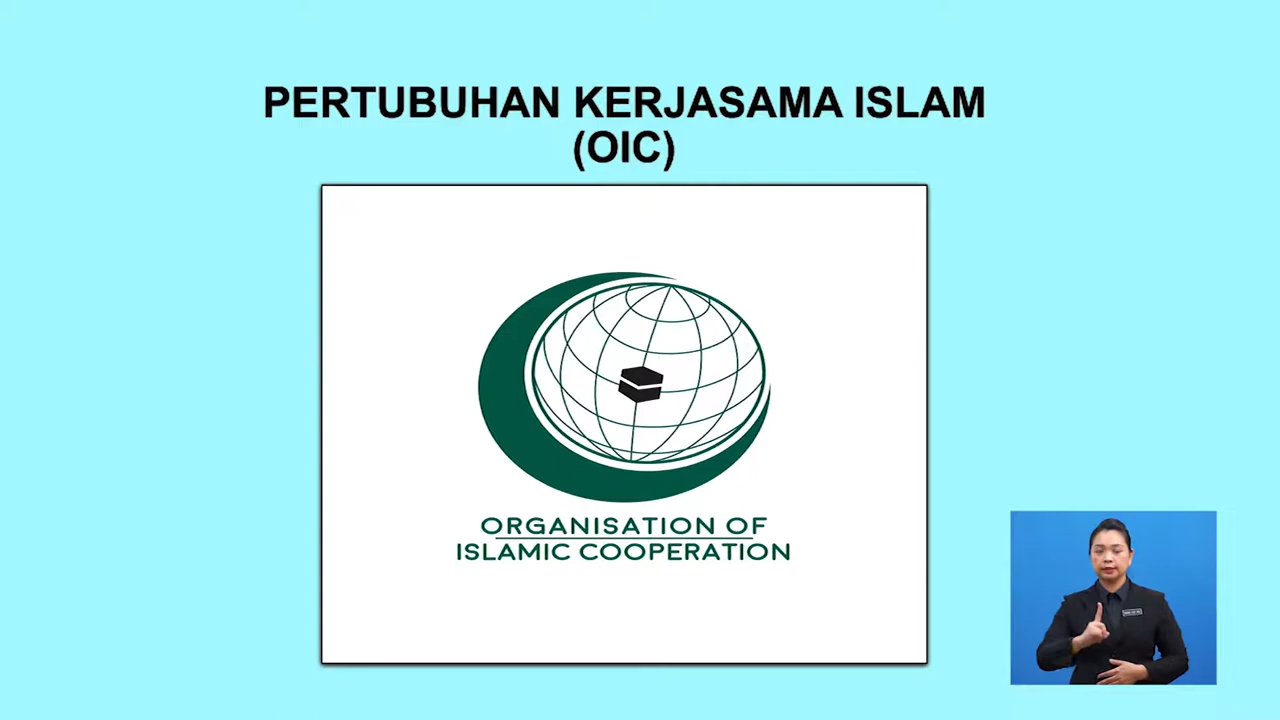 PERTUBUHAN KERJASAMA ISLAM
(OIC)
ORGANISATION OF
ISLAMIC COOPERATION